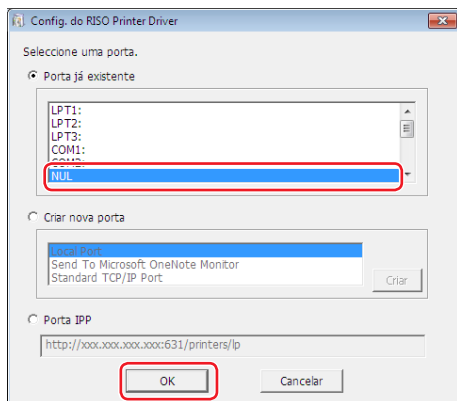 Config. do RISO Printer Driver
Seleccione uma porta.
Porta já existente
LPT1:
LPT2:
LPT3:
COM1:
COM2:
NUL
Criar nova porta
Local Port
Send To Microsoft OneNote Monitor
Standard TCP/IP Port
Criar
Porta IPP
http://xxx.xxx.xxx.xxx:631/printers/lp
OK
Cancelar